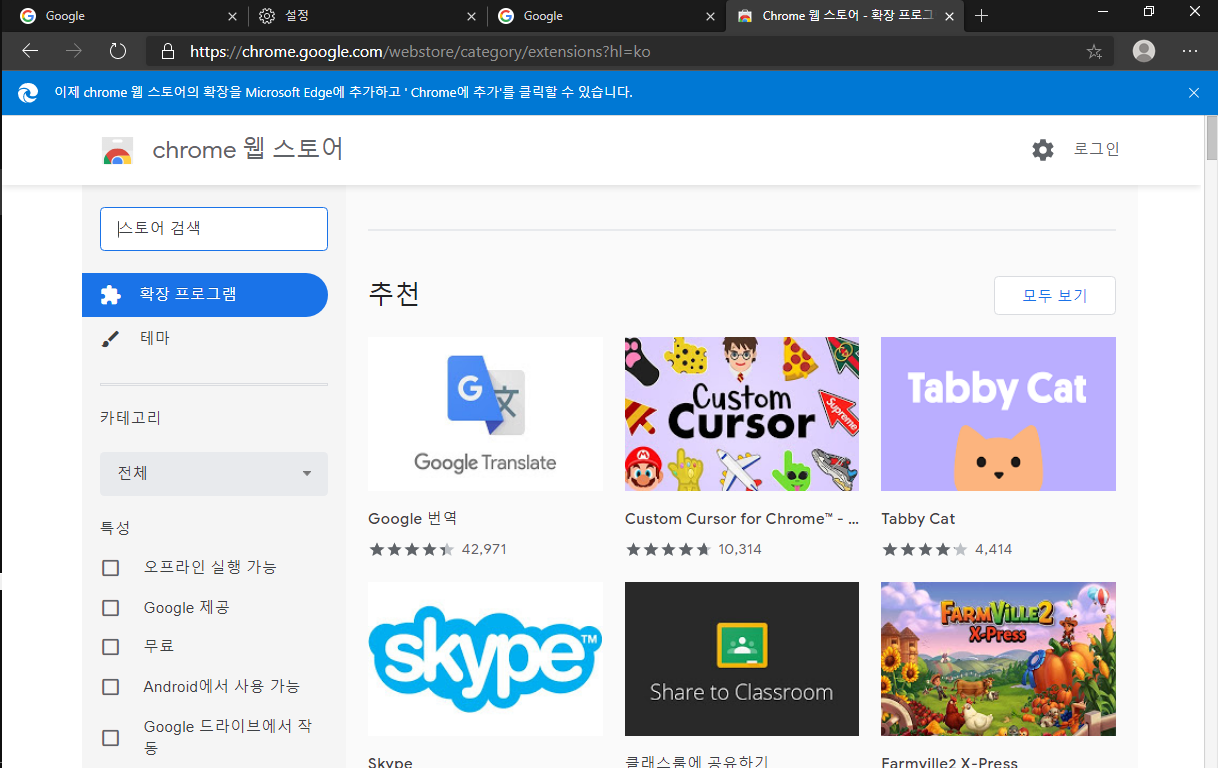 Google
설정
Google
Chrome 웹 스토어 - 확장 프로그
https://chrome.google.com/webstore/category/extensions?hl=ko
이제 chrome 웹 스토어의 확장을 Microsoft Edge에 추가하고 ' Chrome에 추가'를 클릭할 수 있습니다.
chrome 웹 스토어
로그인
스토어 검색
확장 프로그램
테마
카테고리
전체
특성
오프라인 실행 가능
Google 제공
무료
Android에서 사용 가능
Google 드라이브에서 작
동
추천
모두 보기
G 文
Google Translate
Custom
Cursor
Supreme
Tabby Cat
Google 번역
Custom Cursor for Chrome™ - ...
Tabby Cat
42,971
10,314
4,414
skype™
Share to Classroom
FARMVILLE2
X-Press
Skype
클래스룸에 공유하기
Farmville2 X-Press